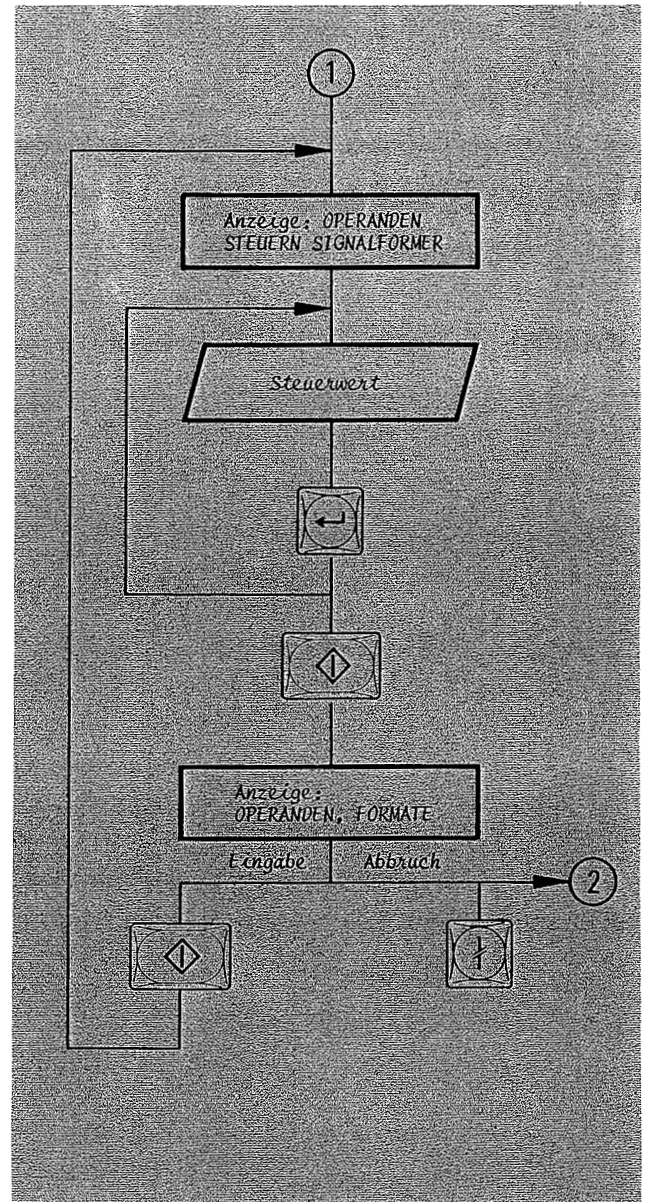 1
Anzeige: OPERANDEN
STEUERN SIGNALFORMER
Steuerwert
Anzeige:
OPERANDEN, FORMATE
Eingabe Abbruch
2